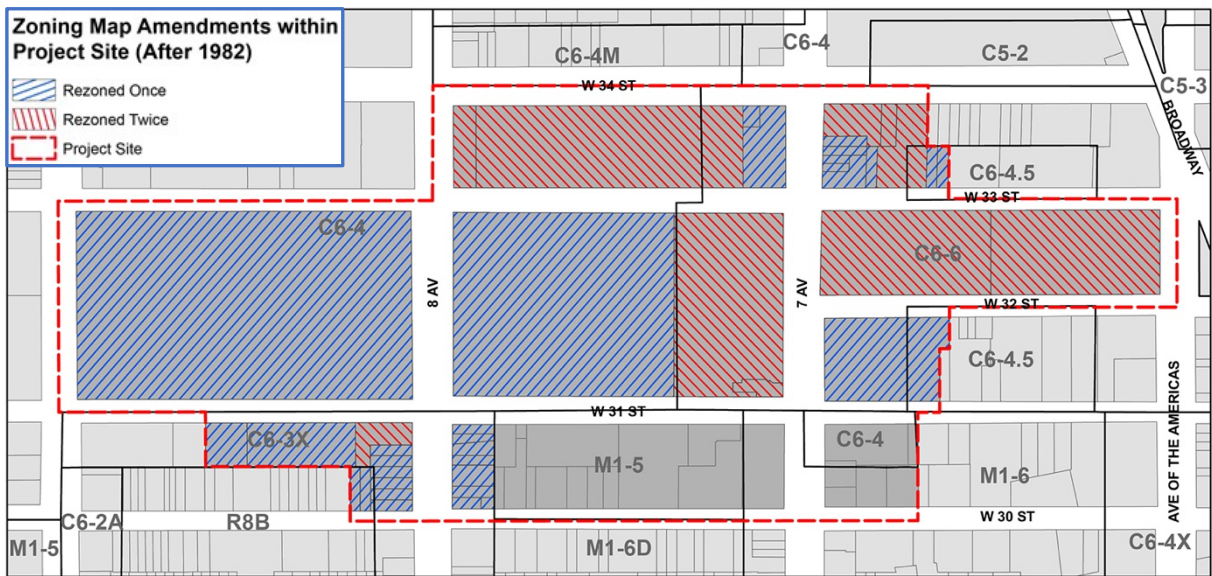 Zoning Map Amendments within
Project Site (After 1982)
Rezoned Once
Rezoned Twice
Project Site
C6-4M
C6-4
C5-2
C5-3
W 34 ST
BROADWAY
C6-4.5
W 33 ST
C6-4
8 AV
7 AV
C6-6
W 32 ST
C6-4.5
W 31 ST
AVE OF THE AMERICAS
C6-3X
M1-5
C6-4
M1-6
C6-2A
R8B
W 30 ST
M1-5
M1-6D
C6-4X